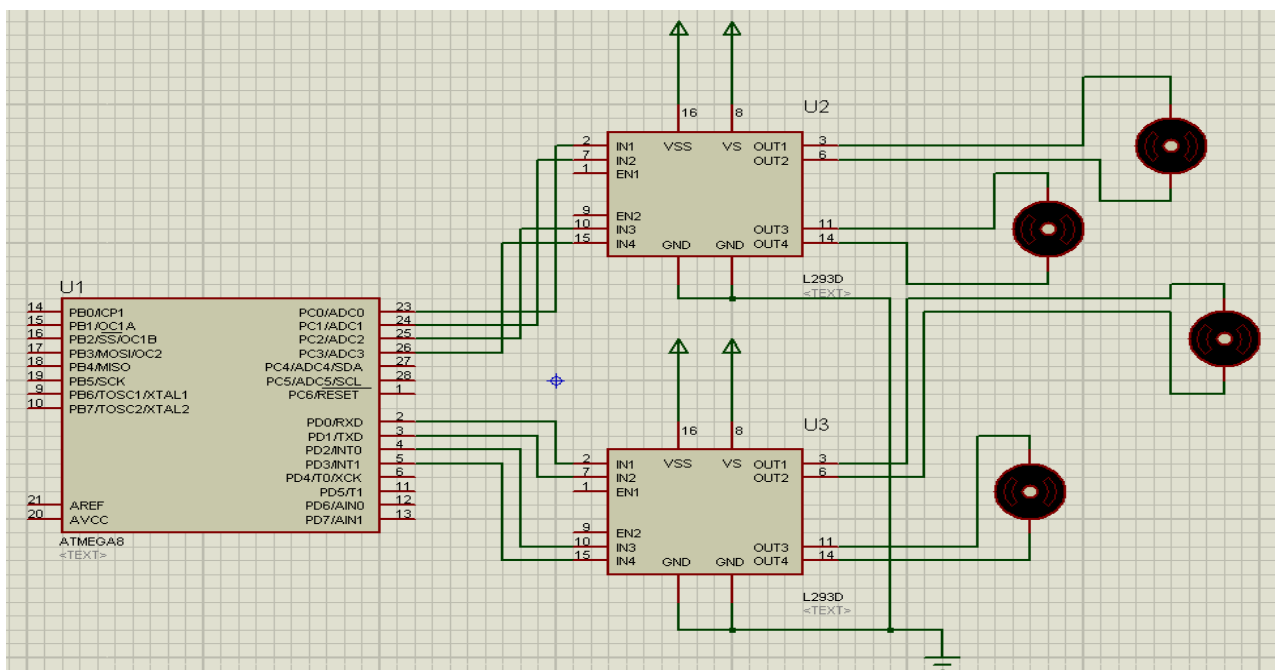 U2
16 8
2 IN1 VSS VS OUT1 3
7 IN2 OUT2 6
1 EN1
9 EN2
10 IN3 OUT3 11
15 IN4 GND GND OUT4 14
L293D
<TEXT>
U1
14 PB0/ICP1 PC0/ADC0 23
15 PB1/OC1A PC1/ADC1 24
16 PB2/SS/OC1B PC2/ADC2 25
17 PB3/MOSI/OC2 PC3/ADC3 26
18 PB4/MISO PC4/ADC4/SDA 27
19 PB5/SCK PC5/ADC5/SCL 28
9 PB6/TOSC1/XTAL1 PC6/RESET 1
10 PB7/TOSC2/XTAL2
PD0/RXD 2
PD1/TXD 3
PD2/INT0 4
PD3/INT1 5
PD4/T0/XCK 6
PD5/T1 11
21 AREF PD6/AIN0 12
20 AVCC PD7/AIN1 13
ATMEGA8
<TEXT>
U3
16 8
2 IN1 VSS VS OUT1 3
7 IN2 OUT2 6
1 EN1
9 EN2
10 IN3 OUT3 11
15 IN4 GND GND OUT4 14
L293D
<TEXT>